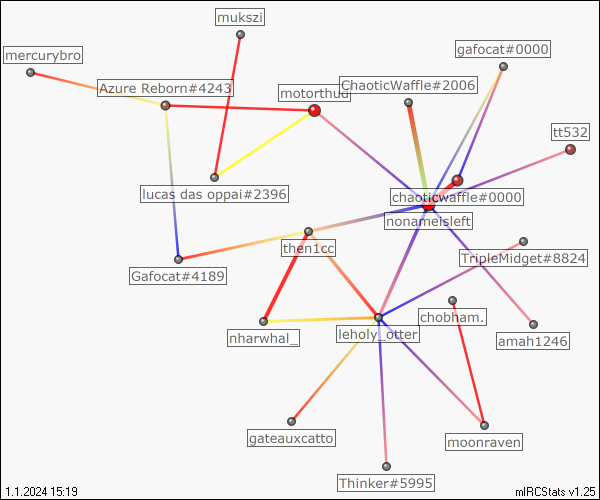 mukszi
mercurybro
gafocat#0000
ChaoticWaffle#2006
Azure Reborn#4243
motorthud
tt532
lucas das oppai#2396
chaoticwaffle#0000
nonameisleft
then1cc
TripleMidget#8824
Gafocat#4189
chobham.
nharwhal_
leholy_otter
amah1246
gateauxcatto
moonraven
Thinker#5995
1.1.2024 15:19
mIRCStats v1.25